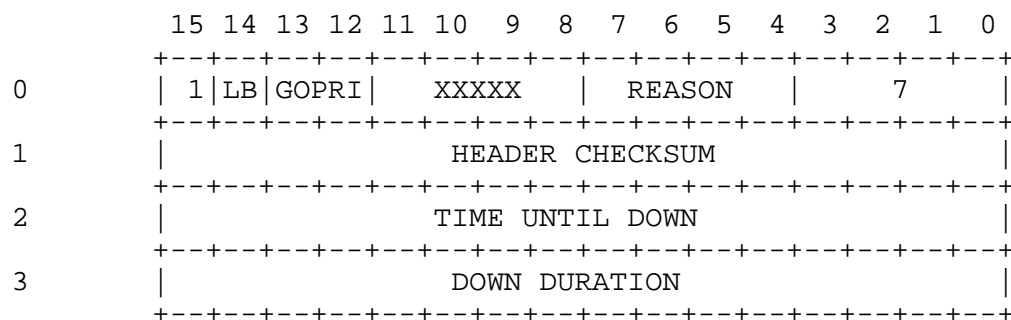 15 14 13 12 11 10 9 8 7 6 5 4 3 2 1 0
+--+--+--+--+--+--+--+--+--+--+--+--+--+--+--+--+
0 | 1|LB|GOPRI| XXXXX | REASON | 7 |
+--+--+--+--+--+--+--+--+--+--+--+--+--+--+--+--+
1 | HEADER CHECKSUM |
+--+--+--+--+--+--+--+--+--+--+--+--+--+--+--+--+
2 | TIME UNTIL DOWN |
+--+--+--+--+--+--+--+--+--+--+--+--+--+--+--+--+
3 | DOWN DURATION |
+--+--+--+--+--+--+--+--+--+--+--+--+--+--+--+--+